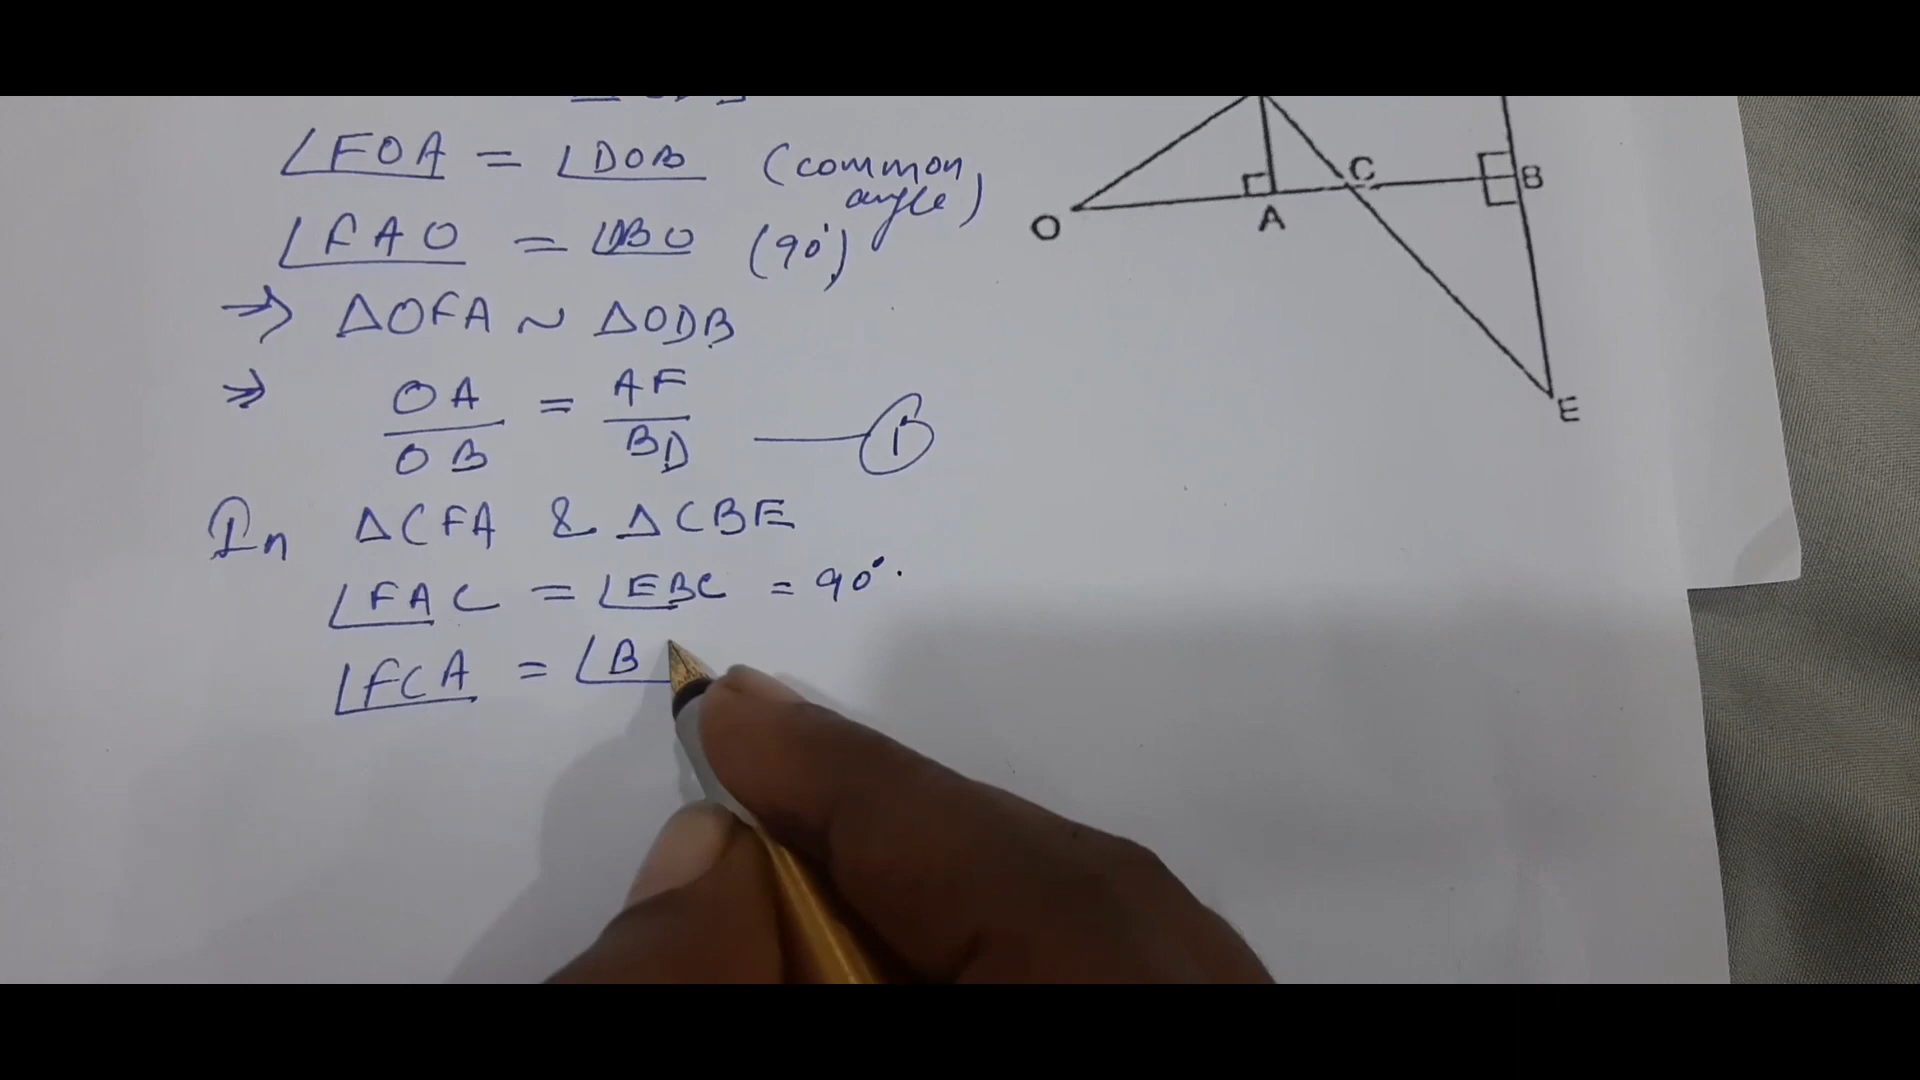 ∠FOA = ∠DOB (common angle)
∠FAO = ∠DBO (90°)
⇒ ΔOFA ~ ΔODB
⇒ OA/OB = AF/BD — B
In ΔCFA & ΔCBE
∠FAC = ∠EBC = 90°.
∠FCA = ∠B
O
A
C
B
E